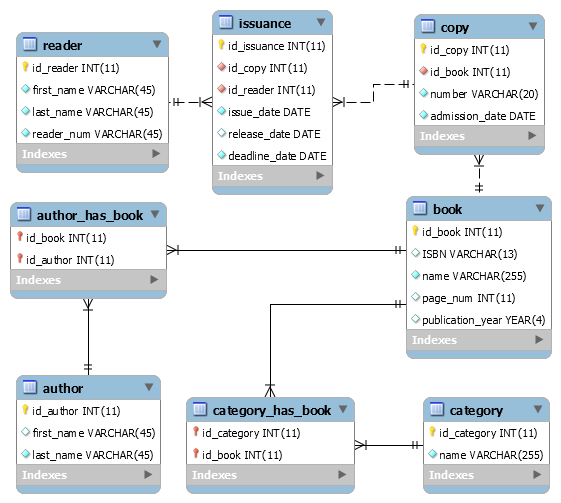 reader
id_reader INT(11)
first_name VARCHAR(45)
last_name VARCHAR(45)
reader_num VARCHAR(45)
Indexes
issuance
id_issuance INT(11)
id_copy INT(11)
id_reader INT(11)
issue_date DATE
release_date DATE
deadline_date DATE
Indexes
copy
id_copy INT(11)
id_book INT(11)
number VARCHAR(20)
admission_date DATE
Indexes
author_has_book
id_book INT(11)
id_author INT(11)
Indexes
book
id_book INT(11)
ISBN VARCHAR(13)
name VARCHAR(255)
page_num INT(11)
publication_year YEAR(4)
Indexes
author
id_author INT(11)
first_name VARCHAR(45)
last_name VARCHAR(45)
Indexes
category_has_book
id_category INT(11)
id_book INT(11)
Indexes
category
id_category INT(11)
name VARCHAR(255)
Indexes